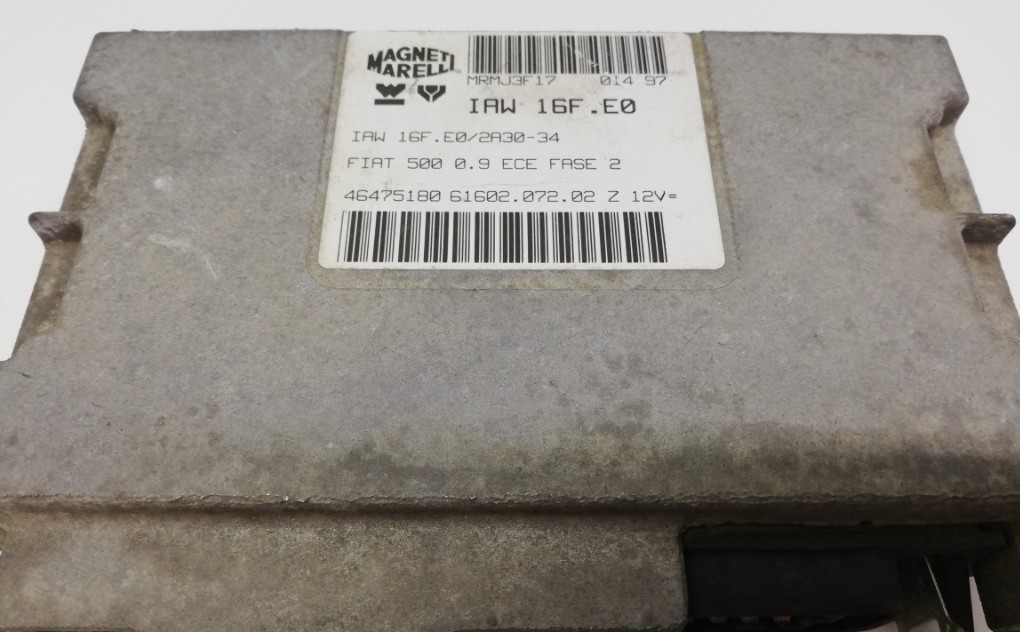 MAGNETI
MARELLI
MRMJ3F17 014 97
IAW 16F.E0
IAW 16F.E0/2A30-34
FIAT 500 0.9 ECE FASE 2
46475180 61602.072.02 Z 12V=